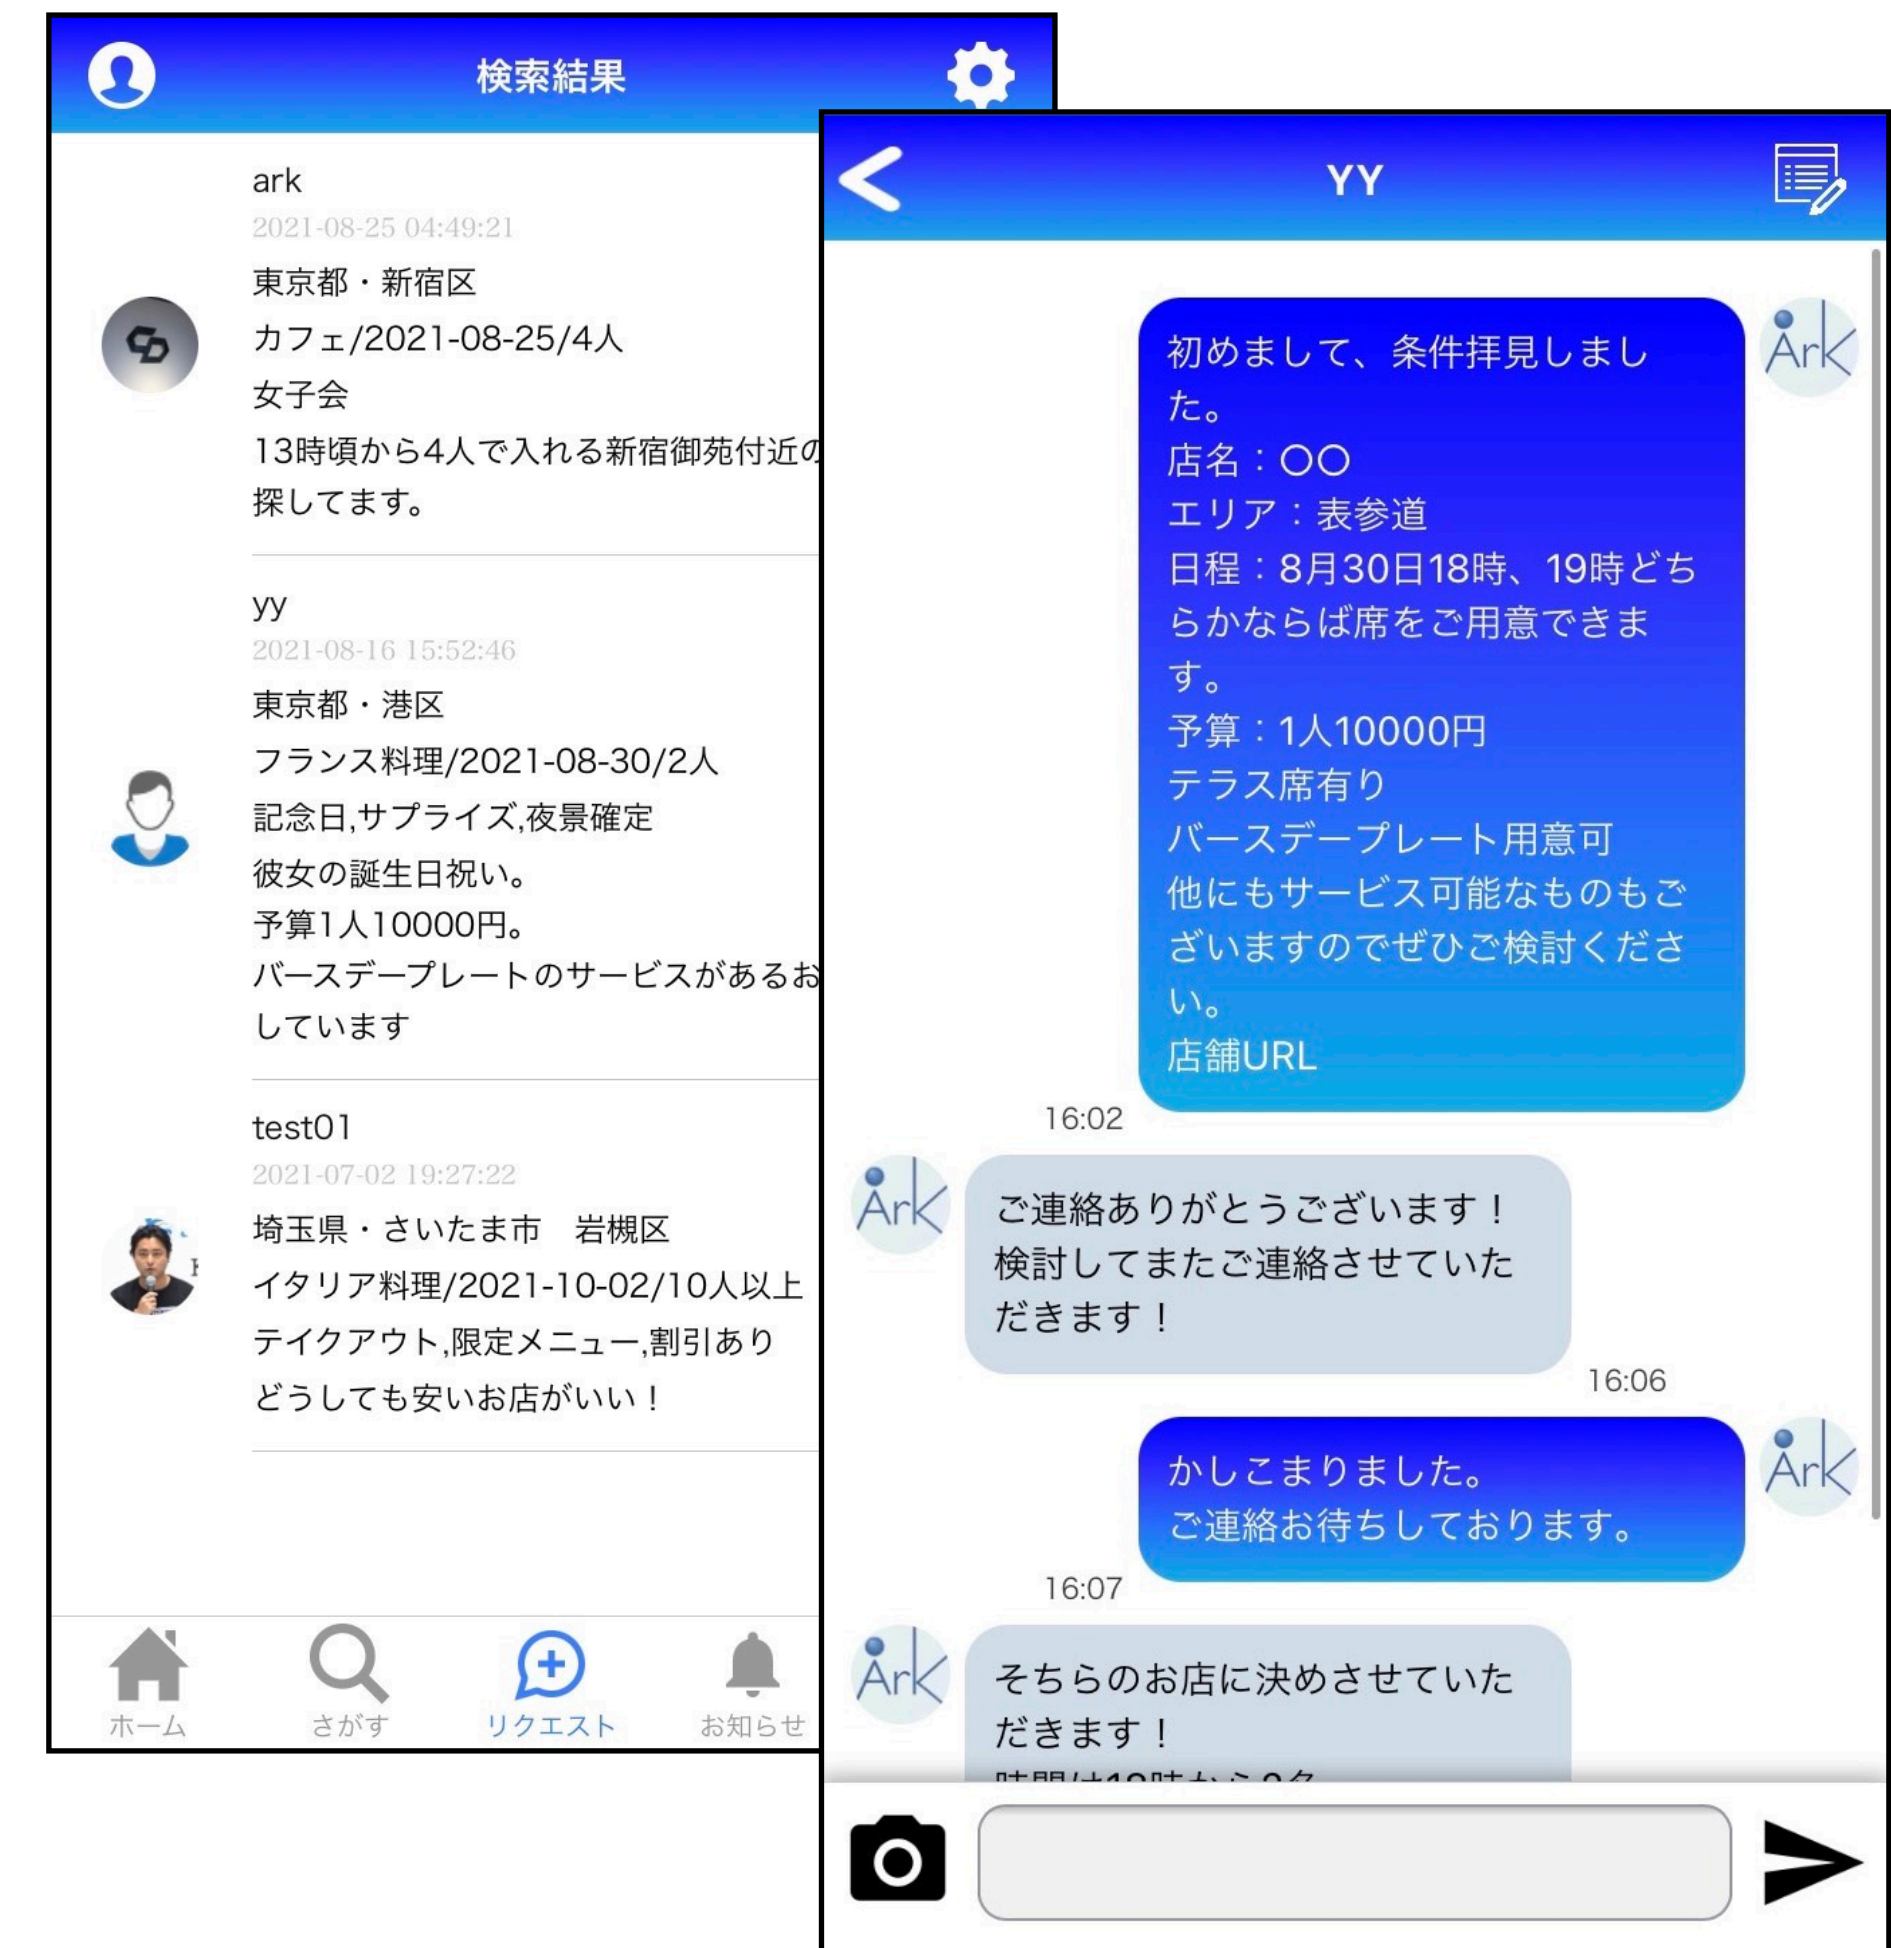 検索結果
ark
2021-08-25 04:49:21
東京都・新宿区
カフェ/2021-08-25/4人
女子会
13時頃から4人で入れる新宿御苑付近の
探してます。
yy
2021-08-16 15:52:46
東京都・港区
フランス料理/2021-08-30/2人
記念日,サプライズ,夜景確定
彼女の誕生日祝い。
予算1人10000円。
バースデープレートのサービスがあるお
しています
test01
2021-07-02 19:27:22
埼玉県・さいたま市　岩槻区
イタリア料理/2021-10-02/10人以上
テイクアウト,限定メニュー,割引あり
どうしても安いお店がいい！
ホーム
さがす
リクエスト
お知らせ
YY
Ark
初めまして、条件拝見しまし
た。
店名：〇〇
エリア：表参道
日程：8月30日18時、19時どち
らかならば席をご用意できま
す。
予算：1人10000円
テラス席有り
バースデープレート用意可
他にもサービス可能なものもご
ざいますのでぜひご検討くださ
い。
店舗URL
16:02
Ark
ご連絡ありがとうございます！
検討してまたご連絡させていた
だきます！
16:06
Ark
かしこまりました。
ご連絡お待ちしております。
16:07
Ark
そちらのお店に決めさせていた
だきます！